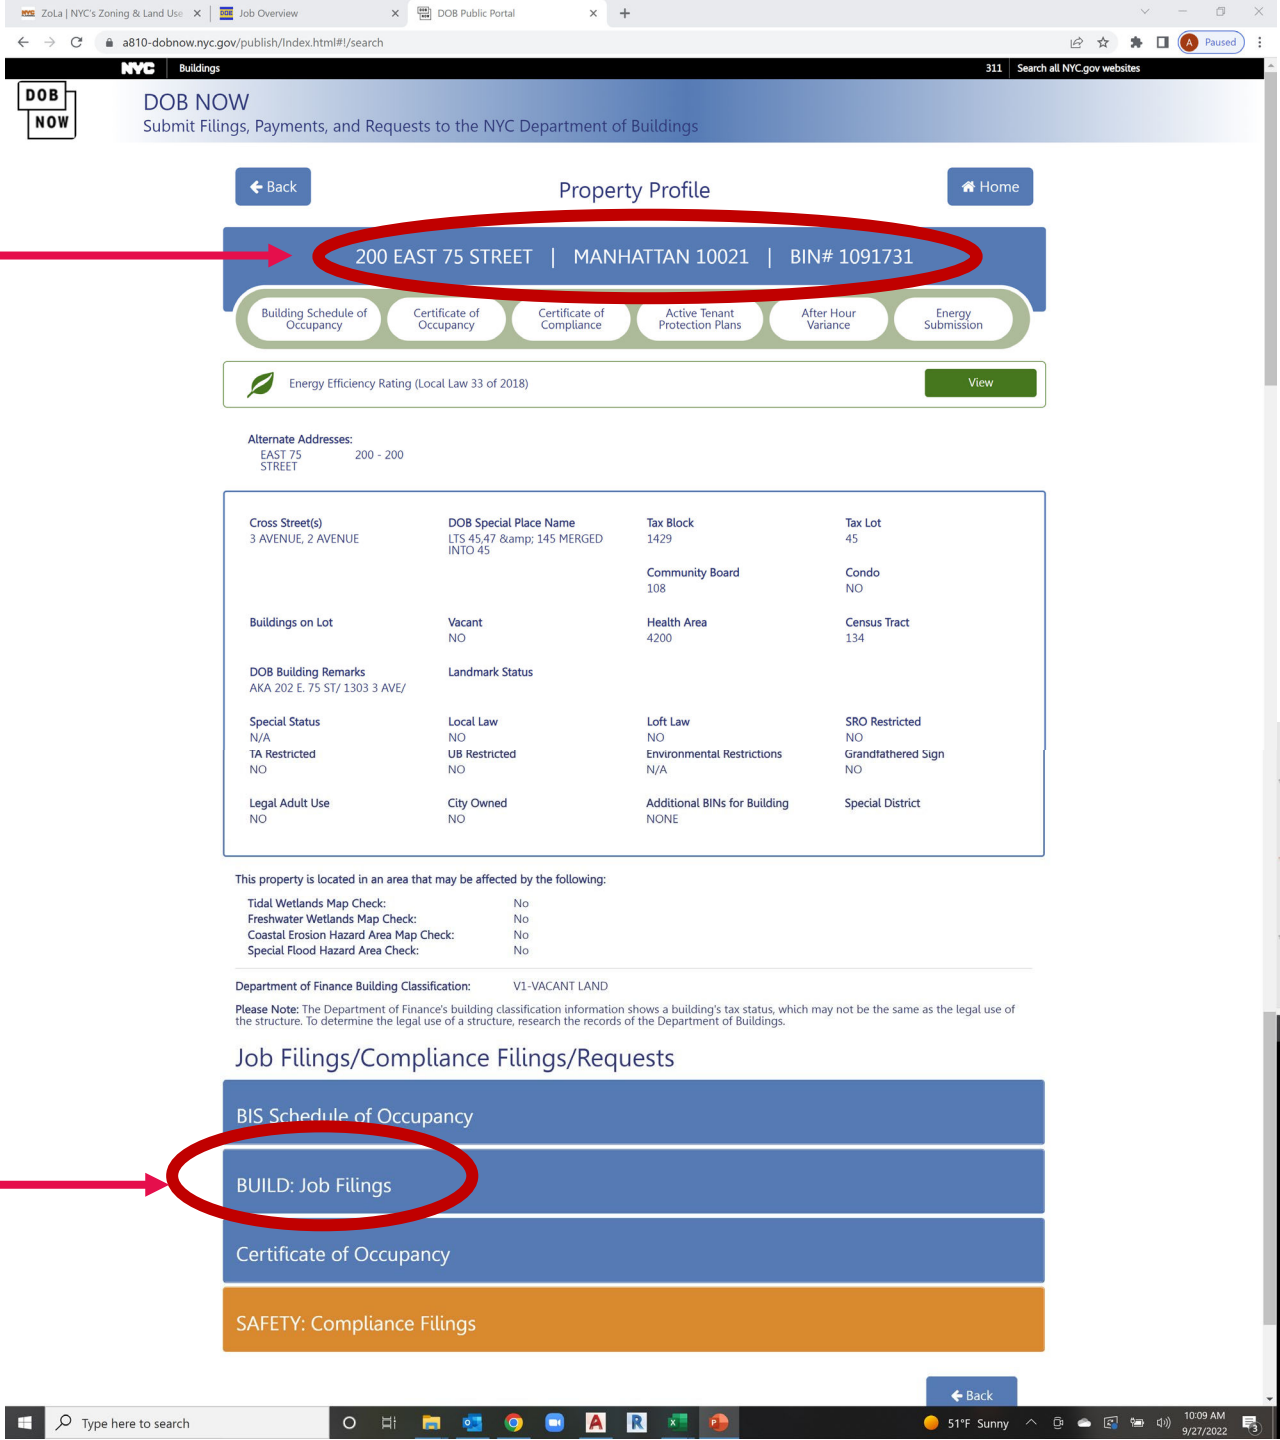 ZoLa | NYC's Zoning & Land Use
Job Overview
DOB Public Portal
a810-dobnow.nyc.gov/publish/Index.html#!/search
A Paused
NYC Buildings
311 Search all NYC.gov websites
DOB NOW
DOB NOW
Submit Filings, Payments, and Requests to the NYC Department of Buildings
Back
Property Profile
Home
200 EAST 75 STREET | MANHATTAN 10021 | BIN# 1091731
Building Schedule of Occupancy
Certificate of Occupancy
Certificate of Compliance
Active Tenant Protection Plans
After Hour Variance
Energy Submission
Energy Efficiency Rating (Local Law 33 of 2018)
View
Alternate Addresses:
EAST 75 STREET 200 - 200
Cross Street(s) DOB Special Place Name Tax Block Tax Lot
3 AVENUE, 2 AVENUE LTS 45,47 &amp; 145 MERGED INTO 45 1429 45
Community Board Condo
108 NO
Buildings on Lot Vacant Health Area Census Tract
NO 4200 134
DOB Building Remarks Landmark Status
AKA 202 E. 75 ST/ 1303 3 AVE/
Special Status Local Law Loft Law SRO Restricted
N/A NO NO NO
TA Restricted UB Restricted Environmental Restrictions Grandfathered Sign
NO NO N/A NO
Legal Adult Use City Owned Additional BINs for Building Special District
NO NO NONE
This property is located in an area that may be affected by the following:
Tidal Wetlands Map Check: No
Freshwater Wetlands Map Check: No
Coastal Erosion Hazard Area Map Check: No
Special Flood Hazard Area Check: No
Department of Finance Building Classification: V1-VACANT LAND
Please Note: The Department of Finance's building classification information shows a building's tax status, which may not be the same as the legal use of
the structure. To determine the legal use of a structure, research the records of the Department of Buildings.
Job Filings/Compliance Filings/Requests
BIS Schedule of Occupancy
BUILD: Job Filings
Certificate of Occupancy
SAFETY: Compliance Filings
Back
Type here to search
A R
51°F Sunny
10:09 AM
9/27/2022
3